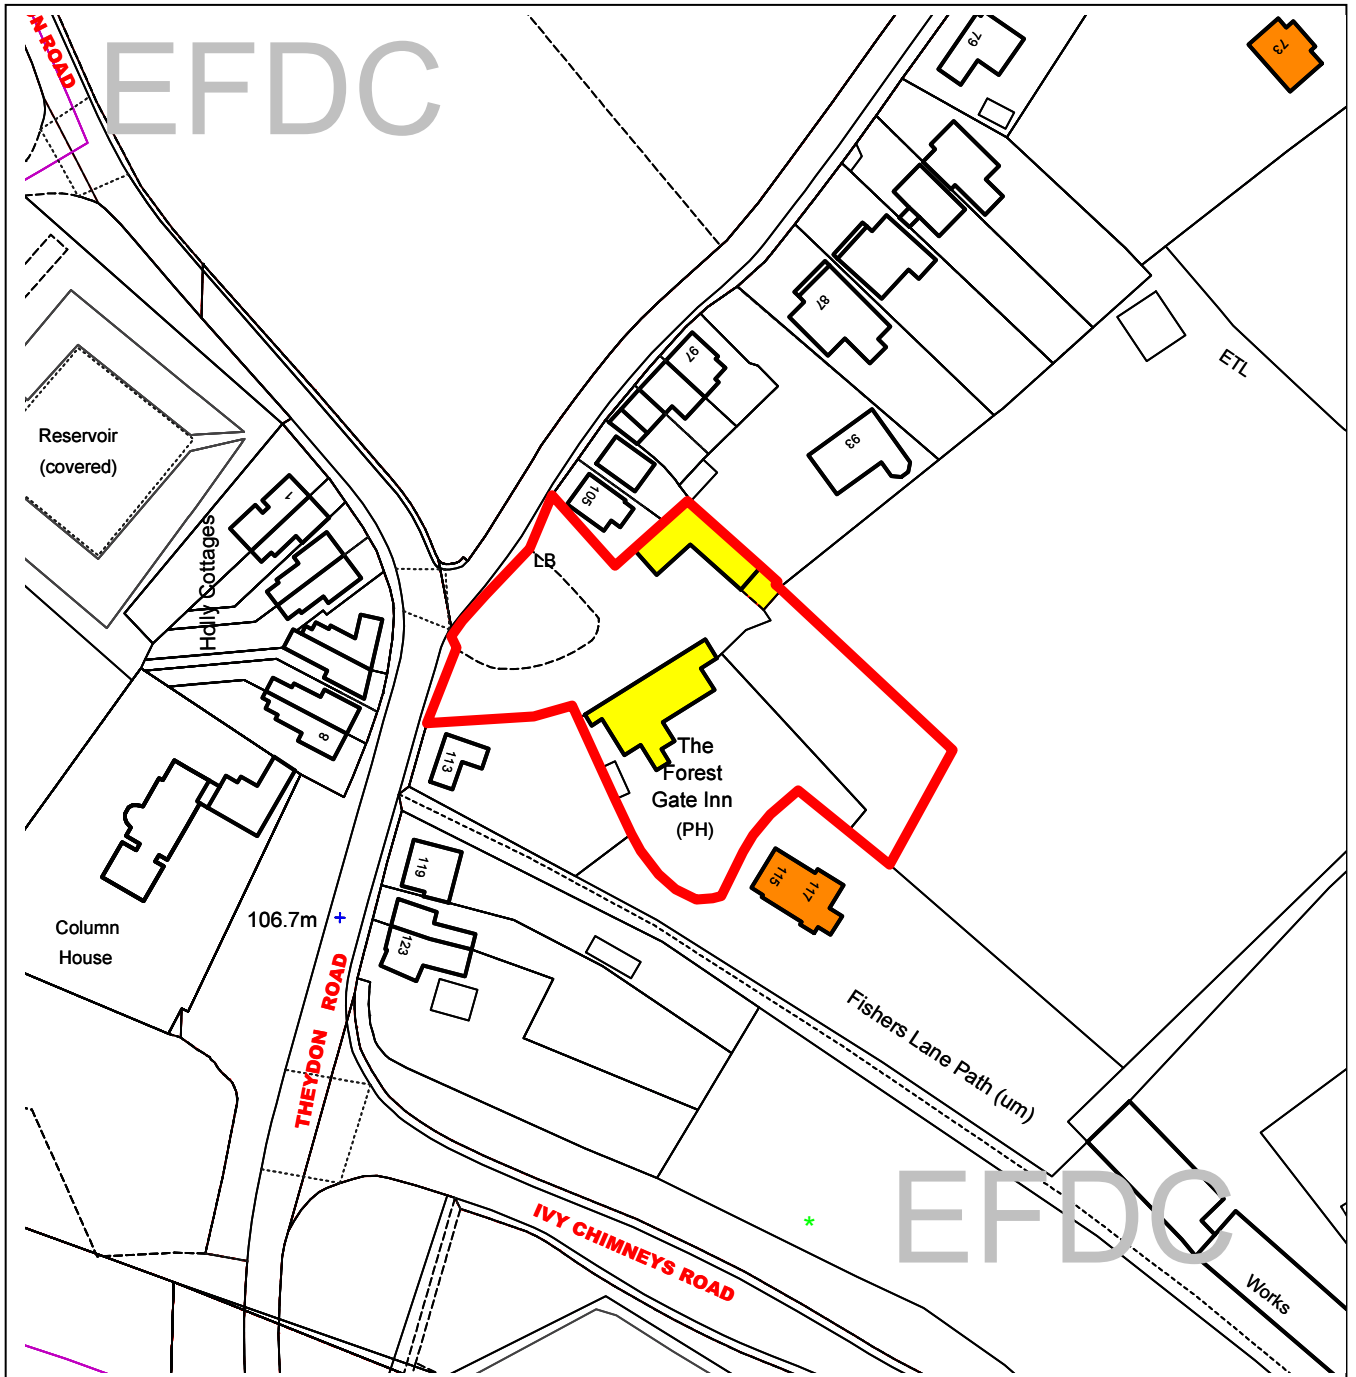 N ROAD
EFDC
79
73
ETL
87
97
93
Reservoir
(covered)
1
Holly Cottages
105
LB
8
113
The
Forest
Gate Inn
(PH)
115
117
119
123
106.7m
Column
House
THEYDON ROAD
Fishers Lane Path (um)
IVY CHIMNEYS ROAD
*
EFDC
Works